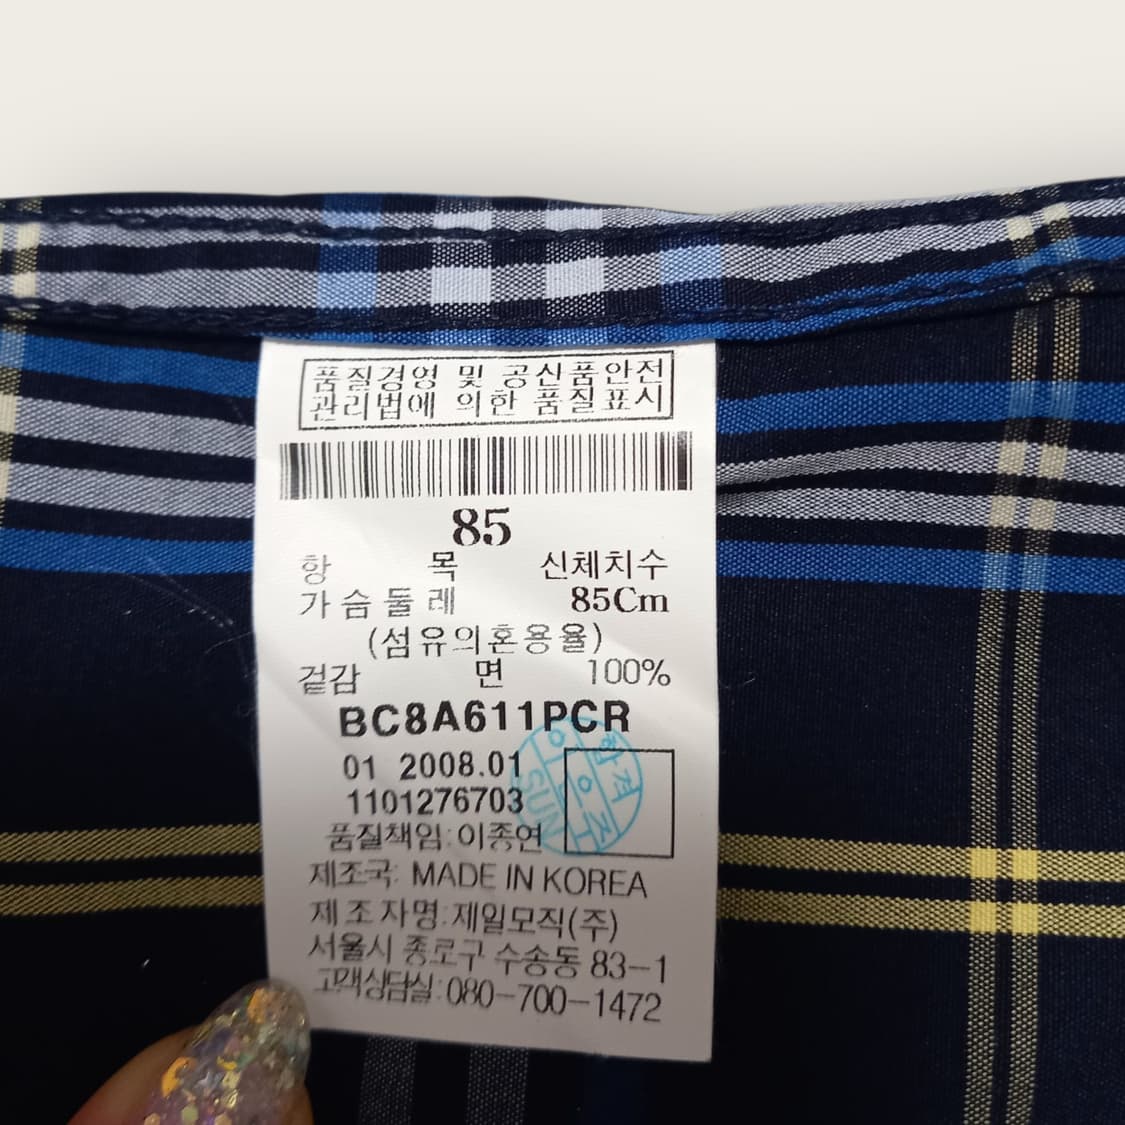 품질경영 및 공신품안전
관리법에 의한 품질표시
85
항 목 신체치수
가슴둘레 85Cm
(섬유의혼용율)
겉감 면 100%
BC8A611PCR
01 2008.01
1101276703
합격
SUN
품질책임:이종연
제조국: MADE IN KOREA
제조자명:제일모직(주)
서울시 종로구 수송동 83-1
고객상담실:080-700-1472